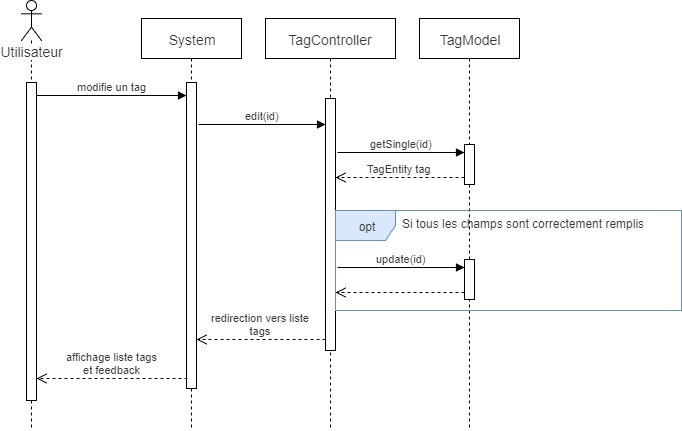 Utilisateur
System
TagController
TagModel
modifie un tag
edit(id)
getSingle(id)
TagEntity tag
opt
Si tous les champs sont correctement remplis
update(id)
redirection vers liste
tags
affichage liste tags
et feedback